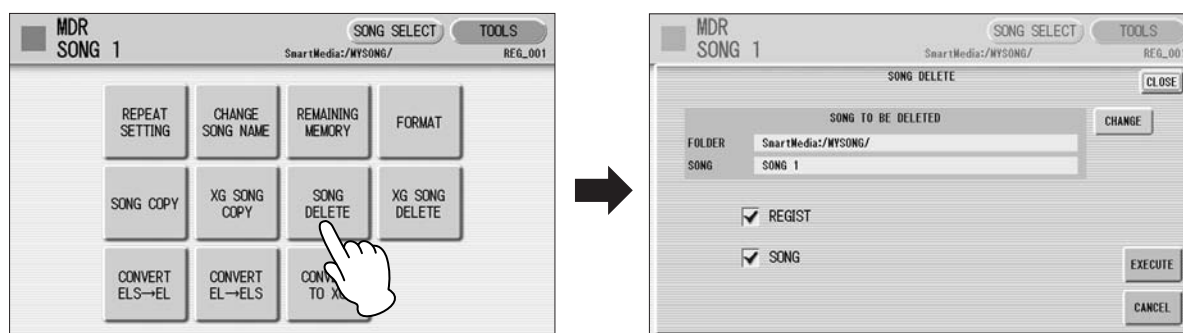 MDR
SONG 1
SONG SELECT
TOOLS
SmartMedia:/MYSONG/
REG_001
REPEAT
SETTING
CHANGE
SONG NAME
REMAINING
MEMORY
FORMAT
SONG COPY
XG SONG
COPY
SONG
DELETE
XG SONG
DELETE
CONVERT
ELS→EL
CONVERT
EL→ELS
TO
MDR
SONG 1
SONG SELECT
TOOLS
SmartMedia:/MYSONG/
REG_00
SONG DELETE
CLOSE
SONG TO BE DELETED
CHANGE
FOLDER SmartMedia:/MYSONG/
SONG SONG 1
REGIST
SONG
EXECUTE
CANCEL